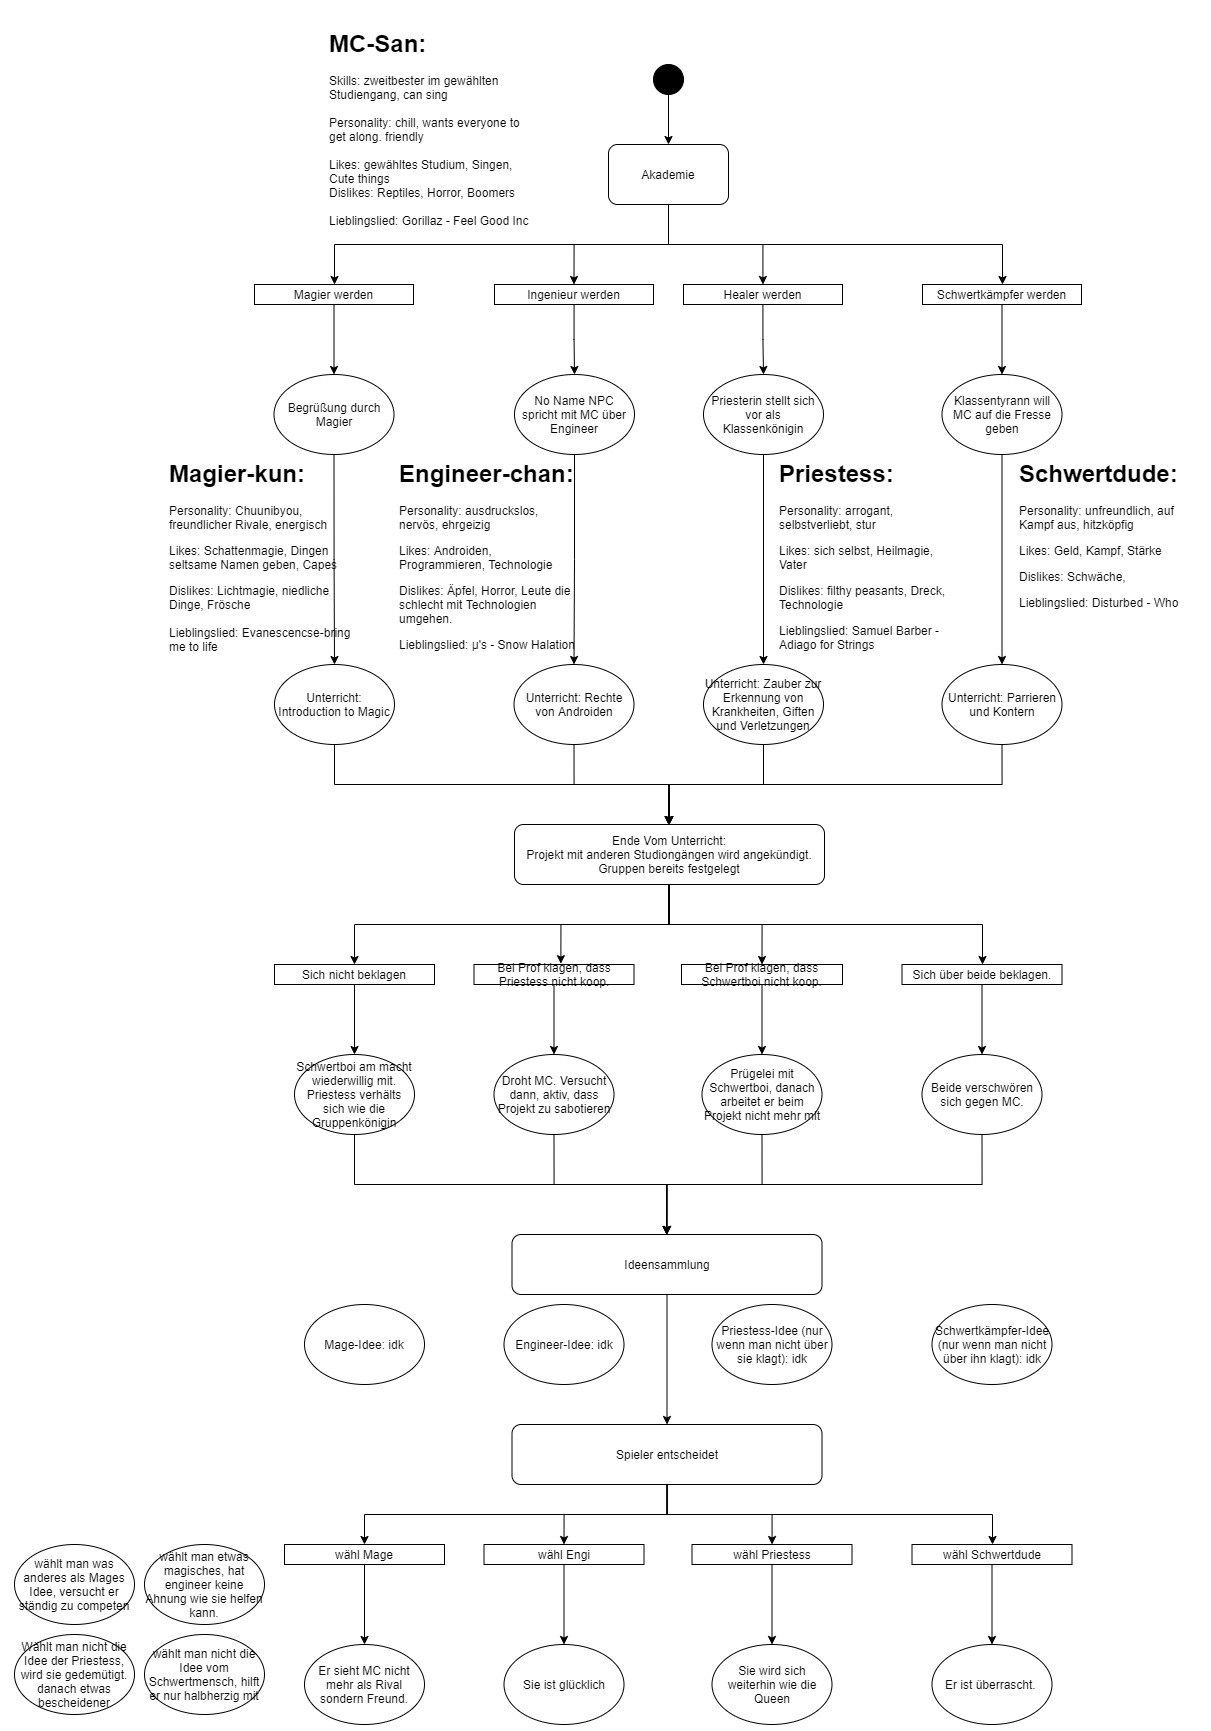 MC-San:
Skills: zweitbester im gewählten
Studiengang, can sing
Personality: chill, wants everyone to
get along. friendly
Likes: gewähltes Studium, Singen,
Cute things
Dislikes: Reptiles, Horror, Boomers
Lieblingslied: Gorillaz - Feel Good Inc
Akademie
Magier werden
Ingenieur werden
Healer werden
Schwertkämpfer werden
Begrüßung durch
Magier
No Name NPC
spricht mit MC über
Engineer
Priesterin stellt sich
vor als
Klassenkönigin
Klassentyrann will
MC auf die Fresse
geben
Magier-kun:
Personality: Chuunibyou,
freundlicher Rivale, energisch
Likes: Schattenmagie, Dingen
seltsame Namen geben, Capes
Dislikes: Lichtmagie, niedliche
Dinge, Frösche
Lieblingslied: Evanescencse-bring
me to life
Engineer-chan:
Personality: ausdruckslos,
nervös, ehrgeizig
Likes: Androiden,
Programmieren, Technologie
Dislikes: Äpfel, Horror, Leute die
schlecht mit Technologien
umgehen.
Lieblingslied: µ's - Snow Halation
Priestess:
Personality: arrogant,
selbstverliebt, stur
Likes: sich selbst, Heilmagie,
Vater
Dislikes: filthy peasants, Dreck,
Technologie
Lieblingslied: Samuel Barber -
Adiago for Strings
Schwertdude:
Personality: unfreundlich, auf
Kampf aus, hitzköpfig
Likes: Geld, Kampf, Stärke
Dislikes: Schwäche,
Lieblingslied: Disturbed - Who
Unterricht:
Introduction to Magic
Unterricht: Rechte
von Androiden
Unterricht: Zauber zur
Erkennung von
Krankheiten, Giften
und Verletzungen
Unterricht: Parrieren
und Kontern
Ende Vom Unterricht:
Projekt mit anderen Studiongängen wird angekündigt.
Gruppen bereits festgelegt
Sich nicht beklagen
Bei Prof klagen, dass
Priestess nicht koop.
Bei Prof klagen, dass
Schwertboi nicht koop.
Sich über beide beklagen.
Schwertboi am macht
wiederwillig mit.
Priestess verhälts
sich wie die
Gruppenkönigin
Droht MC. Versucht
dann, aktiv, dass
Projekt zu sabotieren
Prügelei mit
Schwertboi, danach
arbeitet er beim
Projekt nicht mehr mit
Beide verschwören
sich gegen MC.
Ideensammlung
Mage-Idee: idk
Engineer-Idee: idk
Priestess-Idee (nur
wenn man nicht über
sie klagt): idk
Schwertkämpfer-Idee
(nur wenn man nicht
über ihn klagt): idk
Spieler entscheidet
wähl Mage
wähl Engi
wähl Priestess
wähl Schwertdude
wählt man was
anderes als Mages
Idee, versucht er
ständig zu competen
wählt man etwas
magisches, hat
engineer keine
Ahnung wie sie helfen
kann.
Wählt man nicht die
Idee der Priestess,
wird sie gedemütigt.
danach etwas
bescheidener
wählt man nicht die
Idee vom
Schwertmensch, hilft
er nur halbherzig mit
Er sieht MC nicht
mehr als Rival
sondern Freund.
Sie ist glücklich
Sie wird sich
weiterhin wie die
Queen
Er ist überrascht.